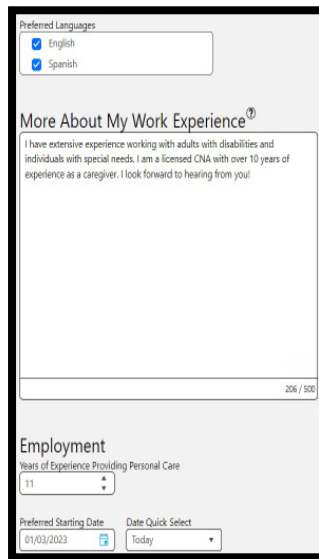 Preferred Languages
English
Spanish
More About My Work Experience?
I have extensive experience working with adults with disabilities and
individuals with special needs. I am a licensed CNA with over 10 years of
experience as a caregiver. I look forward to hearing from you!
206 / 500
Employment
Years of Experience Providing Personal Care
11
Preferred Starting Date Date Quick Select
01/03/2023 Today